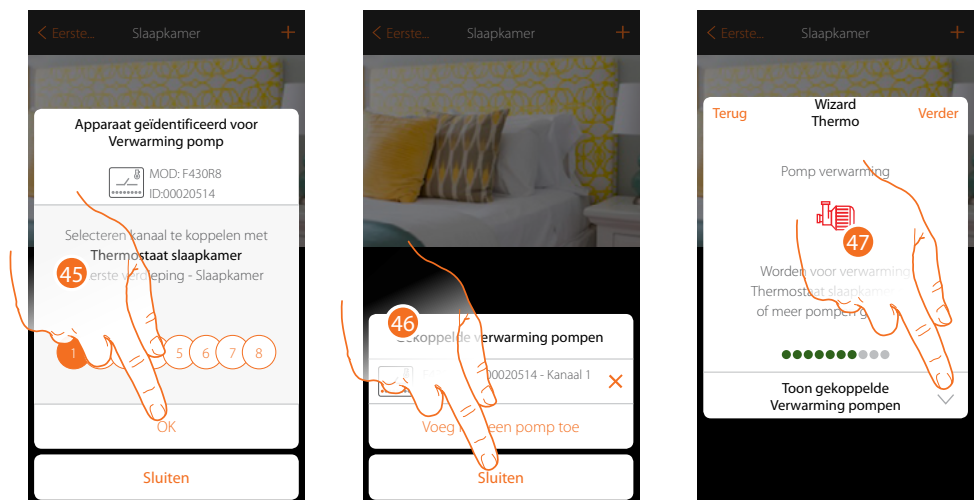 Eerste... Slaapkamer +
Apparaat geïdentificeerd voor
Verwarming pomp
MOD: F430R8
ID:00020514
Selecteren kanaal te koppelen met
Thermostaat slaapkamer
erste verdieping - Slaapkamer
45
1 5 6 7 8
OK
Sluiten
Eerste... Slaapkamer +
46
ekoppelde verwarming pompen
00020514 - Kanaal 1
Voeg een pomp toe
Sluiten
Eerste... Slaapkamer +
Terug Wizard Verder
Thermo
Pomp verwarming
47
Worden voor verwarming
Thermostaat slaapkamer
of meer pompen
Toon gekoppelde
Verwarming pompen